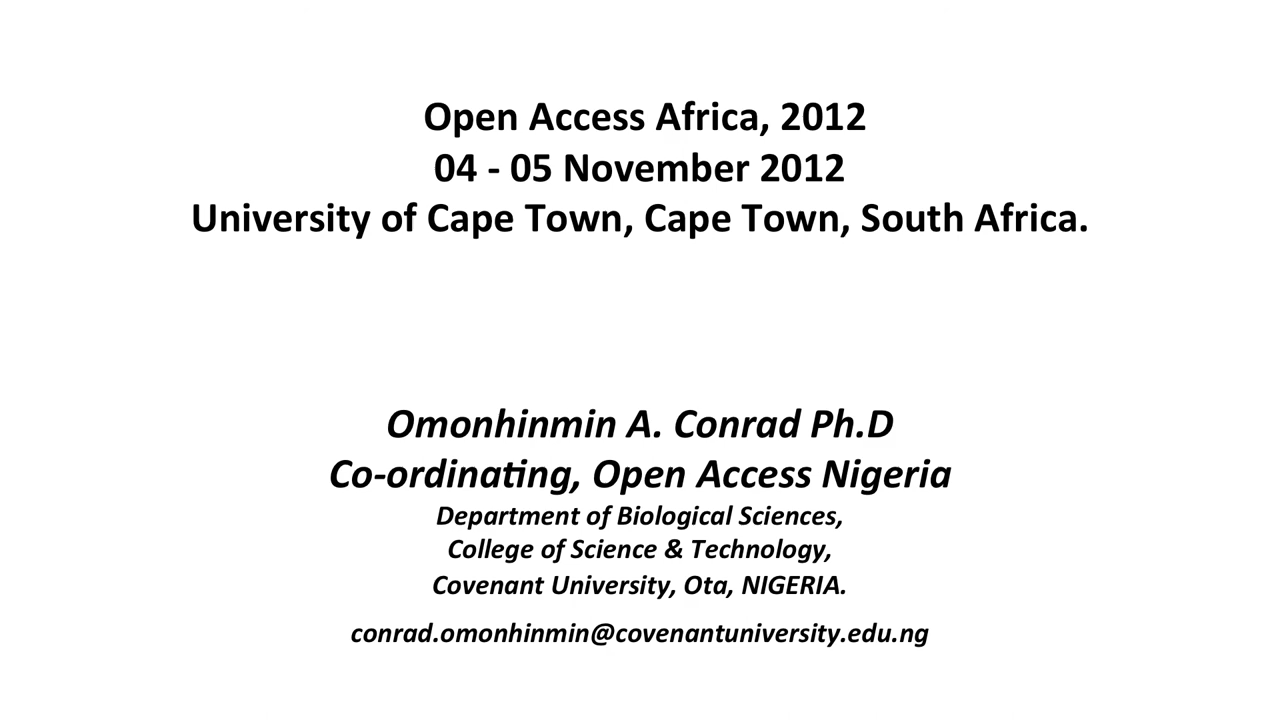 Open Access Africa, 2012
04 - 05 November 2012
University of Cape Town, Cape Town, South Africa.
Omonhinmin A. Conrad Ph.D
Co-ordinating, Open Access Nigeria
Department of Biological Sciences,
College of Science & Technology,
Covenant University, Ota, NIGERIA.
conrad.omonhinmin@covenantuniversity.edu.ng